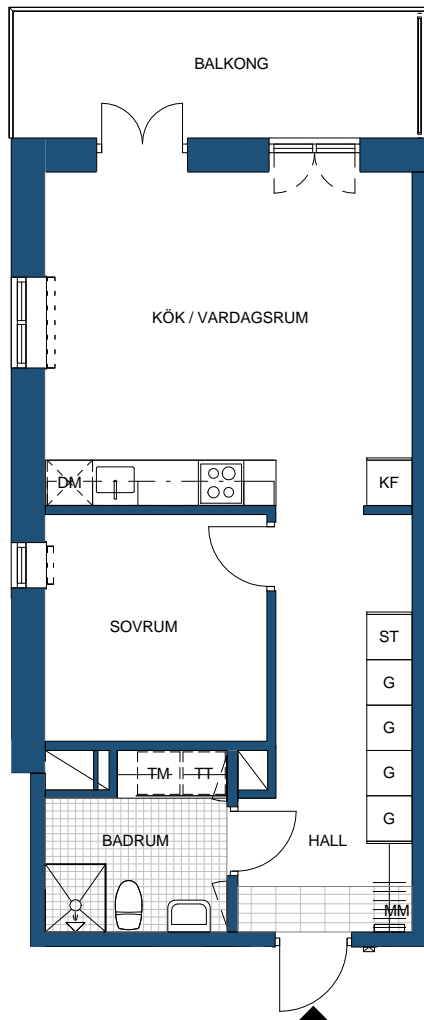 BALKONG
KÖK / VARDAGSRUM
DM
KF
SOVRUM
ST
G
G
G
G
TM TT
BADRUM
HALL
MM